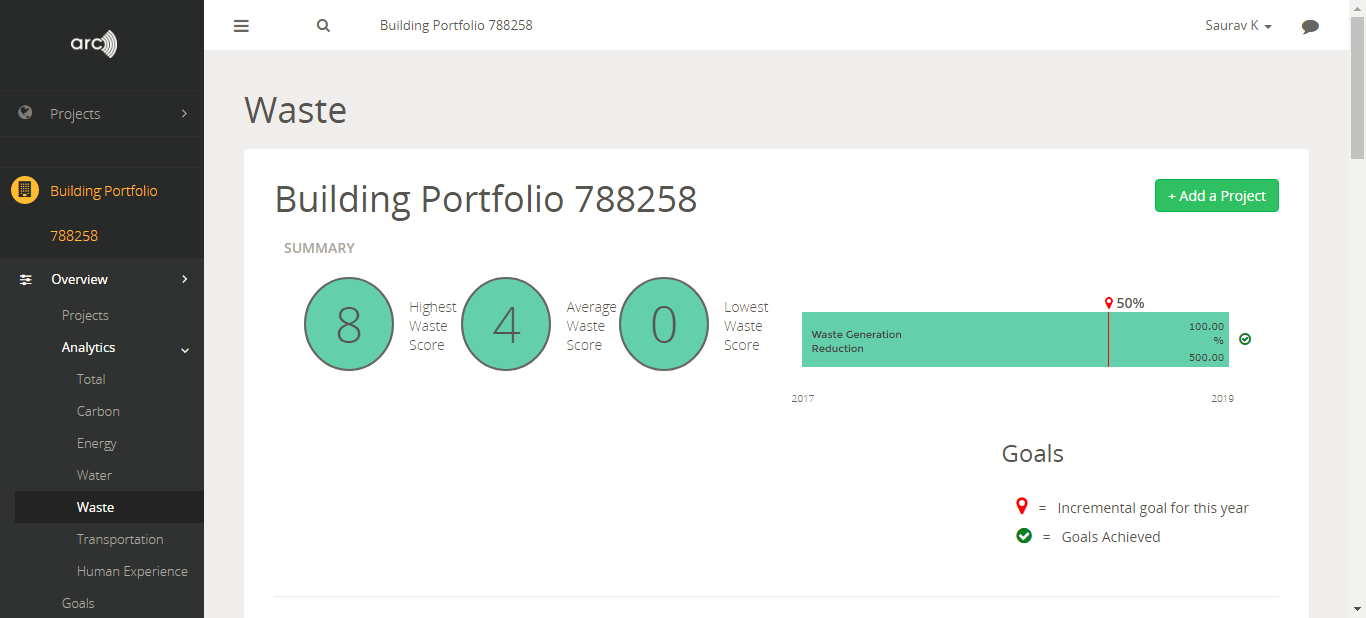 arc
Building Portfolio 788258
Saurav K
Projects
Building Portfolio
788258
Overview
Projects
Analytics
Total
Carbon
Energy
Water
Waste
Transportation
Human Experience
Goals
Waste
Building Portfolio 788258
+ Add a Project
SUMMARY
8
Highest
Waste
Score
4
Average
Waste
Score
0
Lowest
Waste
Score
50%
Waste Generation
Reduction
100.00
%
500.00
2017
2019
Goals
= Incremental goal for this year
= Goals Achieved